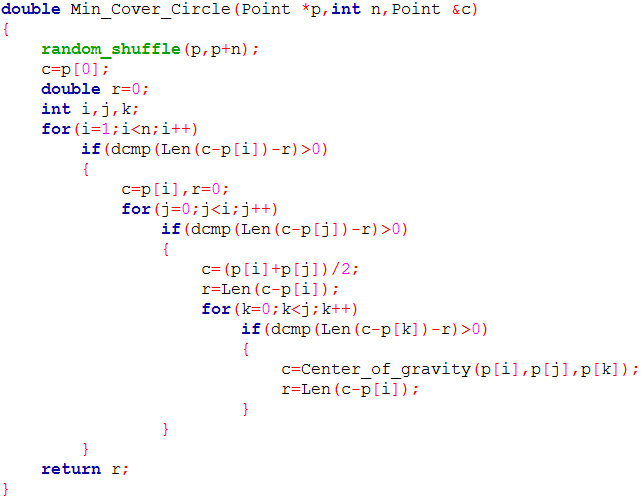 double Min_Cover_Circle(Point *p,int n,Point &c)
{
    random_shuffle(p,p+n);
    c=p[0];
    double r=0;
    int i,j,k;
    for(i=1;i<n;i++)
        if(dcmp(Len(c-p[i])-r)>0)
        {
            c=p[i],r=0;
            for(j=0;j<i;j++)
                if(dcmp(Len(c-p[j])-r)>0)
                {
                    c=(p[i]+p[j])/2;
                    r=Len(c-p[i]);
                    for(k=0;k<j;k++)
                        if(dcmp(Len(c-p[k])-r)>0)
                        {
                            c=Center_of_gravity(p[i],p[j],p[k]);
                            r=Len(c-p[i]);
                        }
                }
        }
    return r;
}